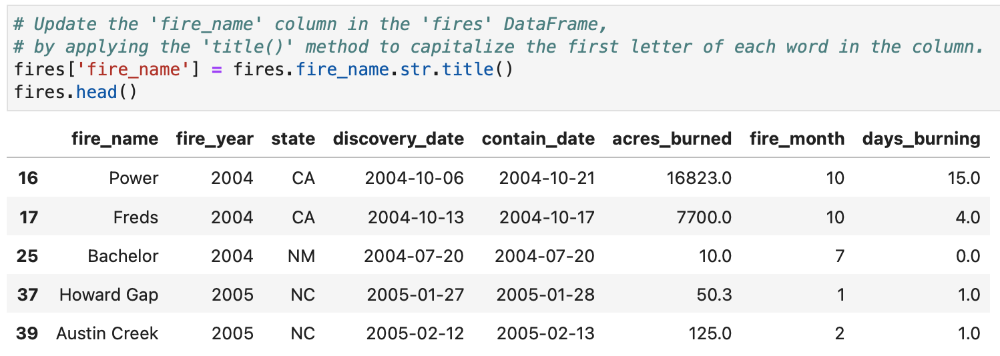 # Update the 'fire_name' column in the 'fires' DataFrame,
# by applying the 'title()' method to capitalize the first letter of each word in the column.
fires['fire_name'] = fires.fire_name.str.title()
fires.head()
fire_name fire_year state discovery_date contain_date acres_burned fire_month days_burning
16 Power 2004 CA 2004-10-06 2004-10-21 16823.0 10 15.0
17 Freds 2004 CA 2004-10-13 2004-10-17 7700.0 10 4.0
25 Bachelor 2004 NM 2004-07-20 2004-07-20 10.0 7 0.0
37 Howard Gap 2005 NC 2005-01-27 2005-01-28 50.3 1 1.0
39 Austin Creek 2005 NC 2005-02-12 2005-02-13 125.0 2 1.0